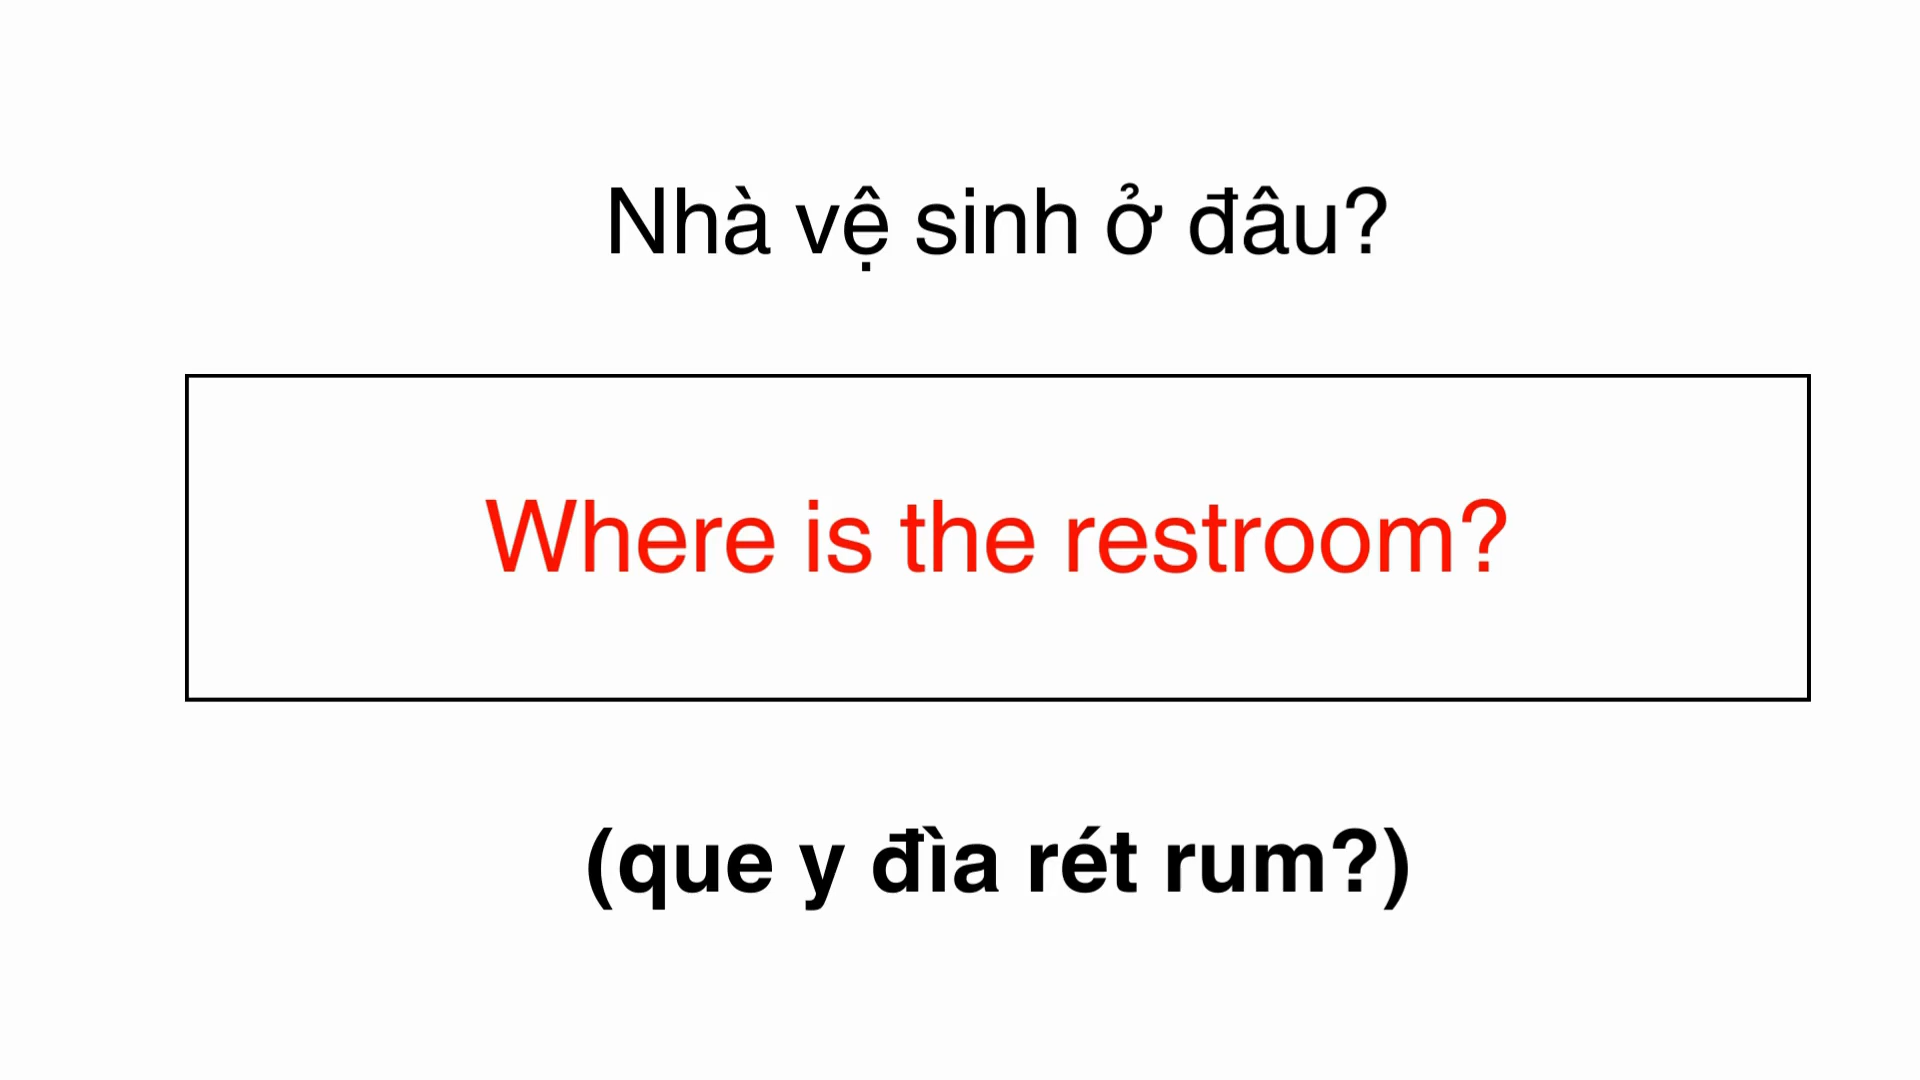 Nhà vệ sinh ở đâu?
Where is the restroom?
(que y đìa rét rum?)